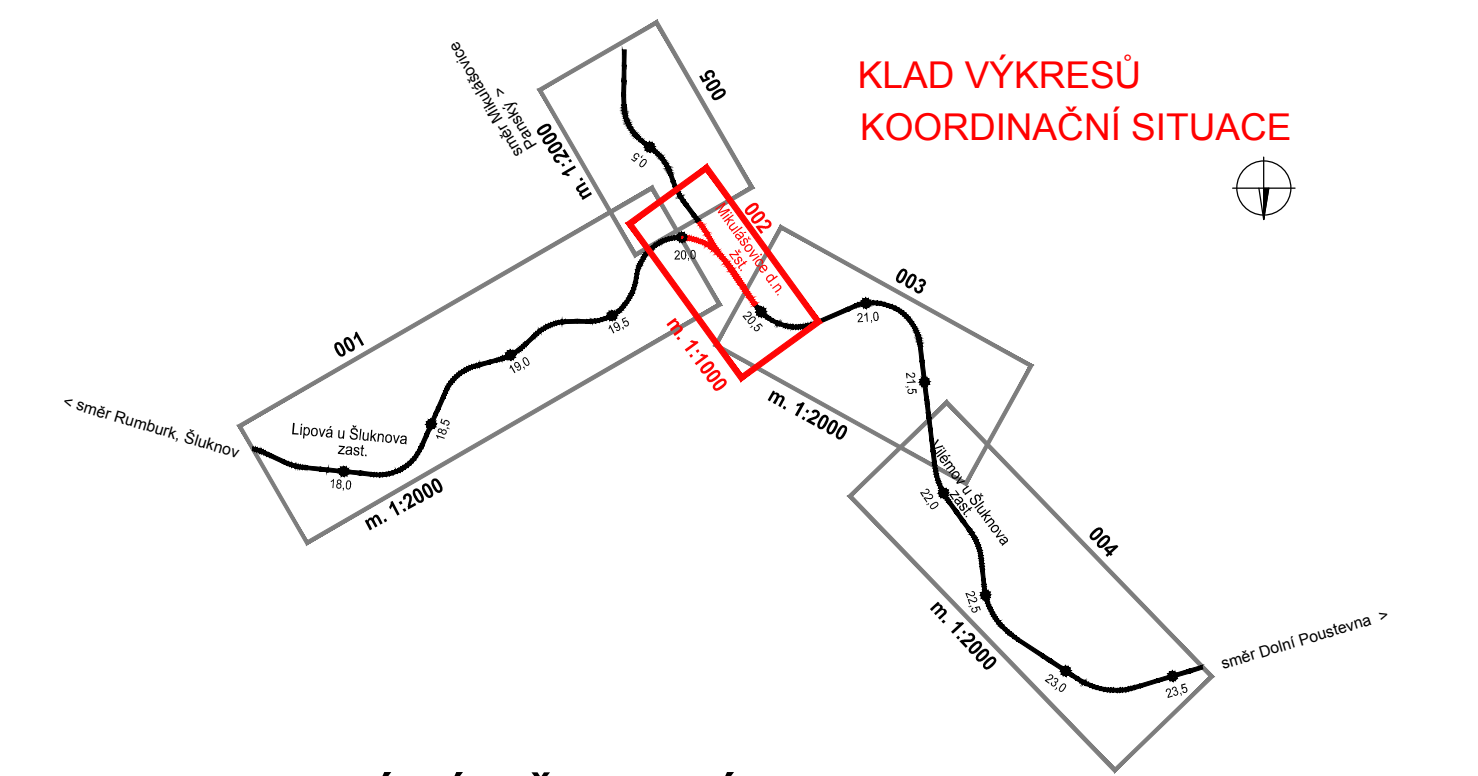 KLAD VÝKRESŮ
KOORDINAČNÍ SITUACE
směr Mikulášovice
Panský >
m. 1:2000
005
0,5
002
Mikulášovice d.n.
žst.
m. 1:1000
20,0
20,5
001
19,5
19,0
18,5
18,0
Lipová u Šluknova
zast.
< směr Rumburk, Šluknov
m. 1:2000
003
21,0
21,5
m. 1:2000
Vilémov u Šluknova
zast.
22,0
004
22,5
m. 1:2000
23,0
23,5
směr Dolní Poustevna >